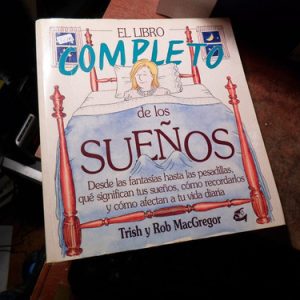 EL LIBRO
COMPLETO
de los
SUEÑOS
Desde las fantasías hasta las pesadillas,
qué significan tus sueños, cómo recordarlos
y cómo afectan a tu vida diaria
Trish y Rob MacGregor